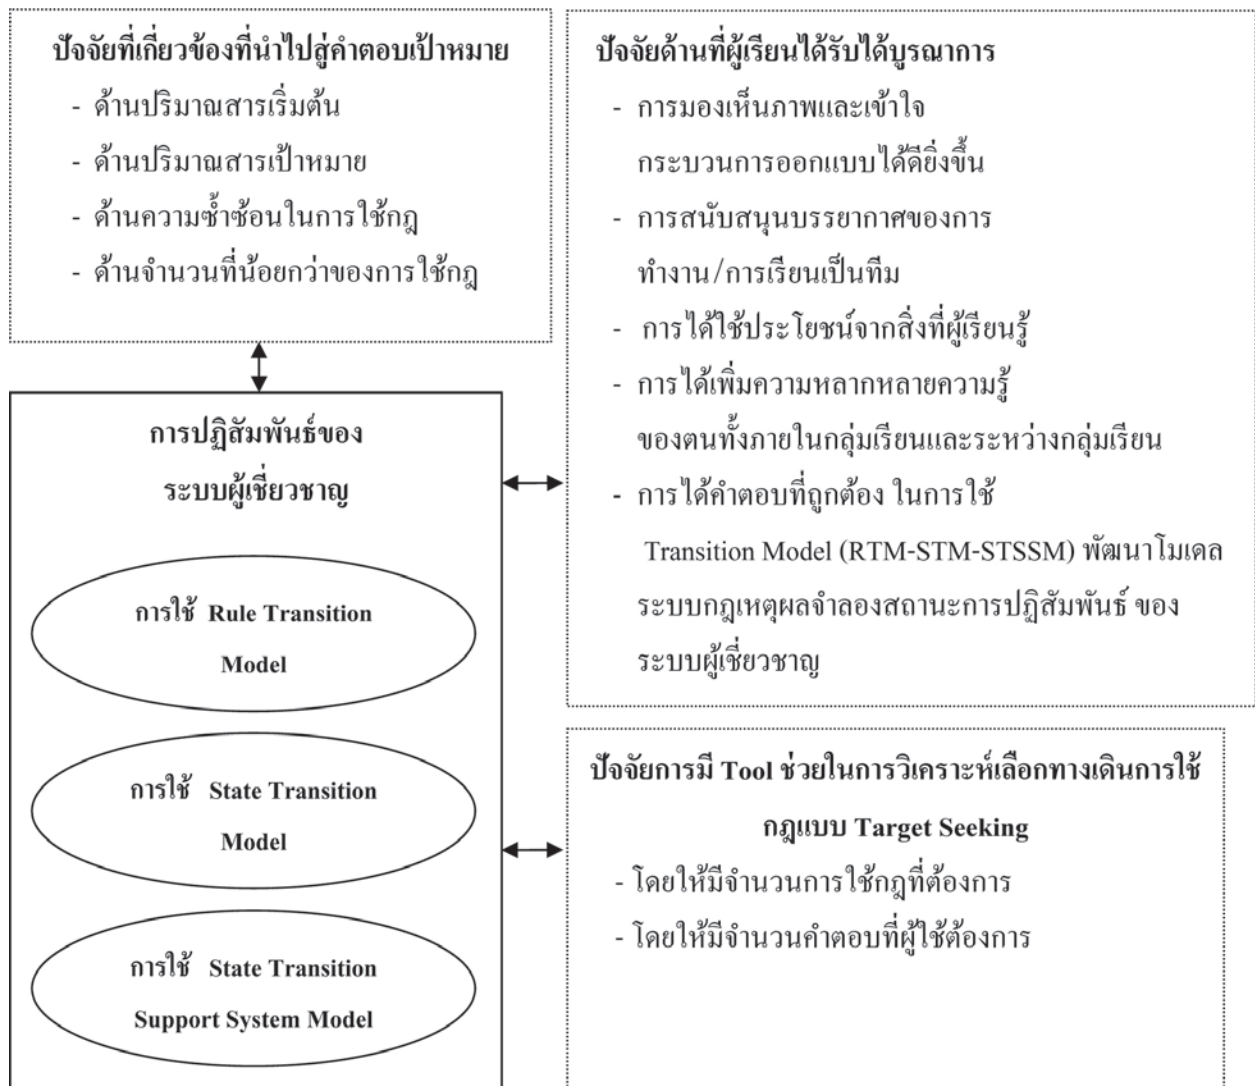 ปัจจัยที่เกี่ยวข้องที่นำไปสู่คำตอบเป้าหมาย
- ด้านปริมาณสารเริ่มต้น
- ด้านปริมาณสารเป้าหมาย
- ด้านความซ้ำซ้อนในการใช้กฎ
- ด้านจำนวนที่น้อยกว่าของการใช้กฎ
ปัจจัยด้านที่ผู้เรียนได้รับได้บูรณาการ
- การมองเห็นภาพและเข้าใจ
กระบวนการออกแบบได้ดียิ่งขึ้น
- การสนับสนุนบรรยากาศของการ
ทำงาน/การเรียนเป็นทีม
- การได้ใช้ประโยชน์จากสิ่งที่ผู้เรียนรู้
- การได้เพิ่มความหลากหลายความรู้
ของตนทั้งภายในกลุ่มเรียนและระหว่างกลุ่มเรียน
- การได้คำตอบที่ถูกต้อง ในการใช้
Transition Model (RTM-STM-STSSM) พัฒนาโมเดล
ระบบกฎเหตุผลจำลองสถานะการปฏิสัมพันธ์ ของ
ระบบผู้เชี่ยวชาญ
การปฏิสัมพันธ์ของ
ระบบผู้เชี่ยวชาญ
การใช้ Rule Transition
Model
การใช้ State Transition
Model
การใช้ State Transition
Support System Model
ปัจจัยการมี Tool ช่วยในการวิเคราะห์เลือกทางเดินการใช้
กฎแบบ Target Seeking
- โดยให้มีจำนวนการใช้กฎที่ต้องการ
- โดยให้มีจำนวนคำตอบที่ผู้ใช้ต้องการ